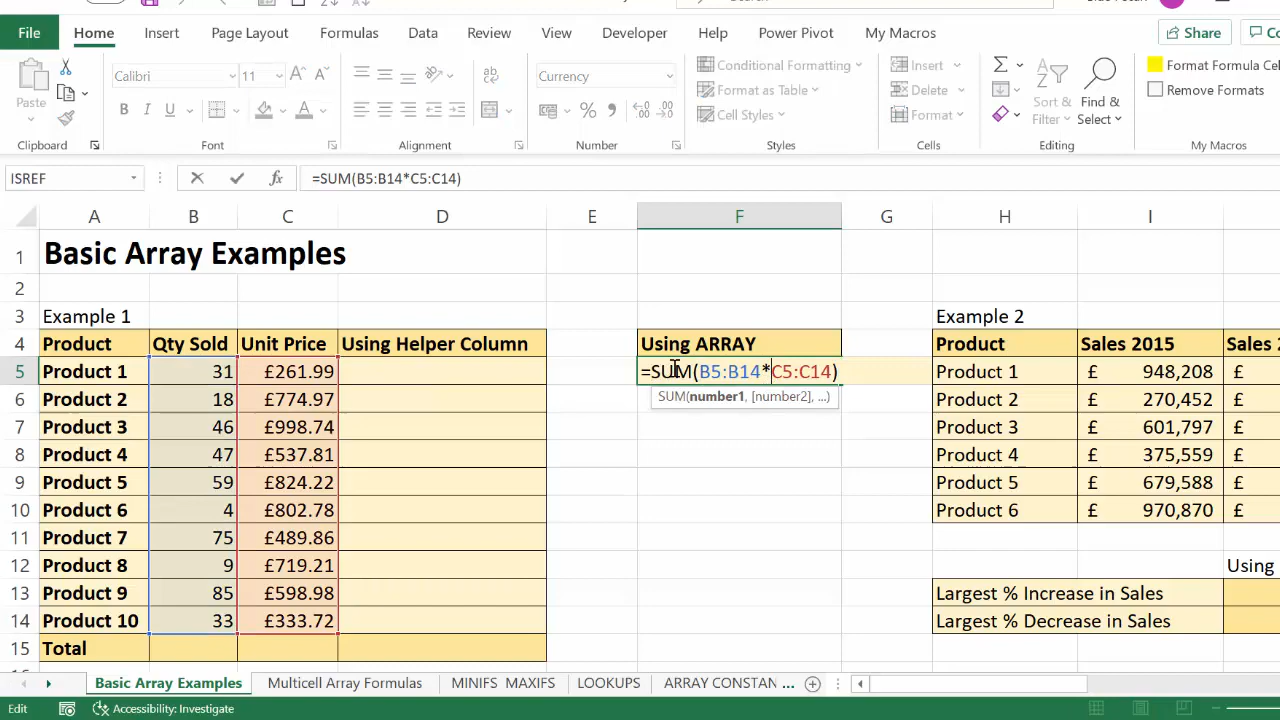 File Home Insert Page Layout Formulas Data Review View Developer Help Power Pivot My Macros Share
Paste Calibri 11 ab Currency Conditional Formatting Insert Format Formula Cel
Format as Table Delete Sort & Filter Find & Select Remove Formats
Cell Styles Format
Clipboard Font Alignment Number Styles Cells Editing My Macros
ISREF fx =SUM(B5:B14*C5:C14)
A B C D E F G H I
1 Basic Array Examples
2
3 Example 1 Example 2
4 Product Qty Sold Unit Price Using Helper Column Using ARRAY Product Sales 2015 Sales
5 Product 1 31 £261.99 =SUM(B5:B14*C5:C14) Product 1 £ 948,208 £
6 Product 2 18 £774.97 SUM(number1, [number2], ...) Product 2 £ 270,452 £
7 Product 3 46 £998.74 Product 3 £ 601,797 £
8 Product 4 47 £537.81 Product 4 £ 375,559 £
9 Product 5 59 £824.22 Product 5 £ 679,588 £
10 Product 6 4 £802.78 Product 6 £ 970,870 £
11 Product 7 75 £489.86
12 Product 8 9 £719.21 Using
13 Product 9 85 £598.98 Largest % Increase in Sales
14 Product 10 33 £333.72 Largest % Decrease in Sales
15 Total
Basic Array Examples Multicell Array Formulas MINIFS MAXIFS LOOKUPS ARRAY CONSTAN ...
Edit Accessibility: Investigate